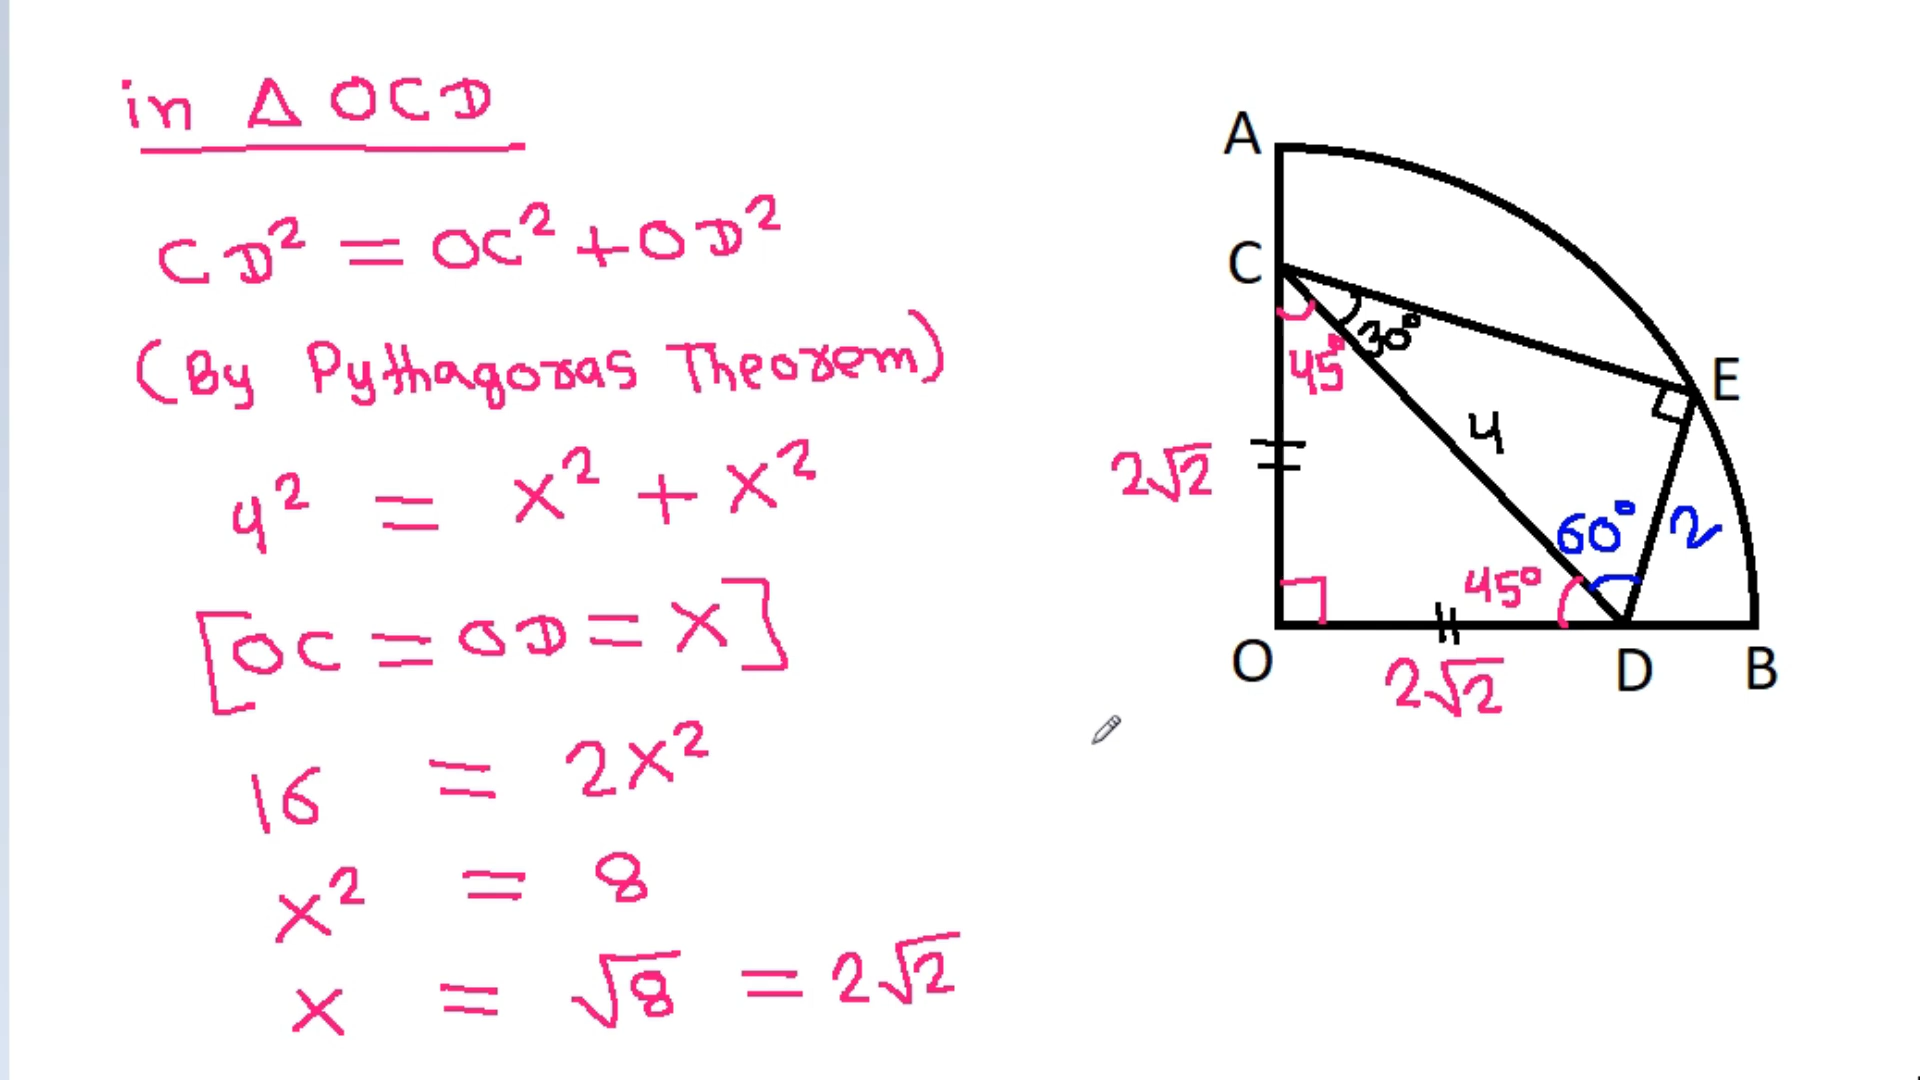 in Δ OCD
CD² = OC² + OD²
(By Pythagoras Theorem)
4² = x² + x²
[OC = OD = x]
16 = 2x²
x² = 8
x = √8 = 2√2
A
C
30°
45°
E
4
2√2
60°
2
45°
O
D
B
2√2